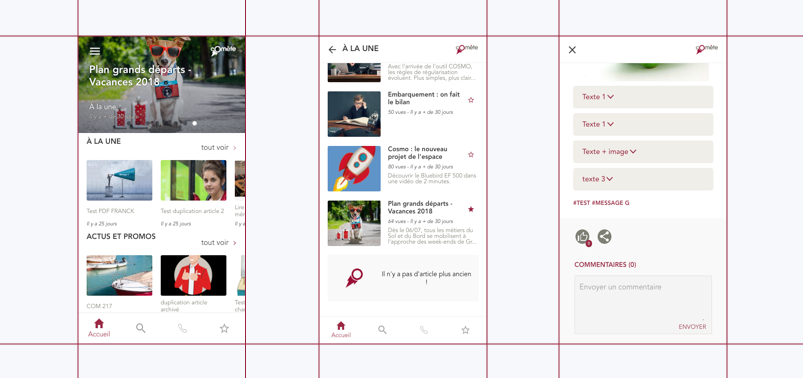 comète
Plan grands départs -
Vacances 2018
À la une
Il y a + de 30 jours
À LA UNE
tout voir
Test PDF FRANCK
Il y a 25 jours
Test duplication article 2
Il y a 25 jours
Lire
Il y a
ACTUS ET PROMOS
tout voir
COM 217
duplication article
archivé
Test
Accueil
À LA UNE
comète
Avec l'arrivée de l'outil COSMO,
les règles de régularisation
évoluent. Plus simples, plus clair...
Embarquement : on fait
le bilan
50 vues - Il y a + de 30 jours
Cosmo : le nouveau
projet de l'espace
80 vues - Il y a + de 30 jours
Découvrir le Bluebird EF 500 dans
une vidéo de 2 minutes.
Plan grands départs -
Vacances 2018
64 vues - Il y a + de 30 jours
Dès le 06/07, tous les métiers du
Sol et du Bord se mobilisent à
l'approche des week-ends de Gr...
Il n'y a pas d'article plus ancien
!
Accueil
comète
Texte 1
Texte 1
Texte + image
texte 3
#TEST #MESSAGE G
COMMENTAIRES (0)
Envoyer un commentaire
ENVOYER